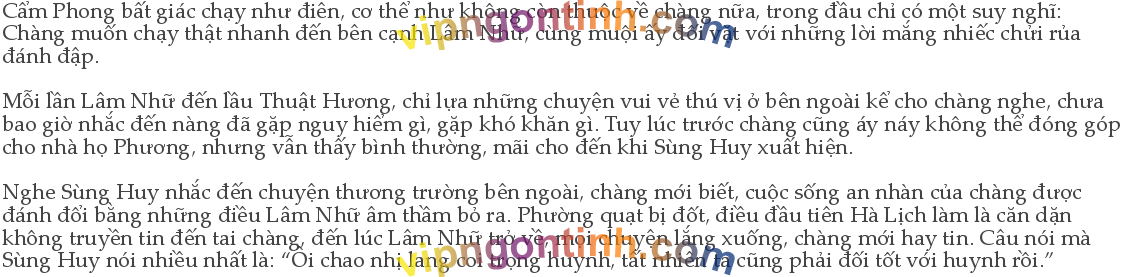 Cẩm Phong bất giác chạy như điên, cơ thể như không còn thuộc về chàng nữa, trong đầu chỉ có một suy nghĩ:
Chàng muốn chạy thật nhanh đến bên cạnh Lâm Nhữ, cùng muội ấy đối mặt với những lời mắng nhiếc chửi rủa
đánh đập.
Mỗi lần Lâm Nhữ đến lầu Thuật Hương, chỉ lựa những chuyện vui vẻ thú vị ở bên ngoài kể cho chàng nghe, chưa
bao giờ nhắc đến nàng đã gặp nguy hiểm gì, gặp khó khăn gì. Tuy lúc trước chàng cũng áy náy không thể đóng góp
cho nhà họ Phương, nhưng vẫn thấy bình thường, mãi cho đến khi Sùng Huy xuất hiện.
Nghe Sùng Huy nhắc đến chuyện thương trường bên ngoài, chàng mới biết, cuộc sống an nhàn của chàng được
đánh đổi bằng những điều Lâm Nhữ âm thầm bỏ ra. Phường quạt bị đốt, điều đầu tiên Hà Lịch làm là căn dặn
không truyền tin đến tai chàng, đến lúc Lâm Nhữ trở về, mọi chuyện lắng xuống, chàng mới hay tin. Câu nói mà
Sùng Huy nói nhiều nhất là: “Ôi chao nhị lang coi trọng huynh, tất nhiên ta cũng phải đối tốt với huynh rồi.”
vipngontinh.com
vipngontinh.com